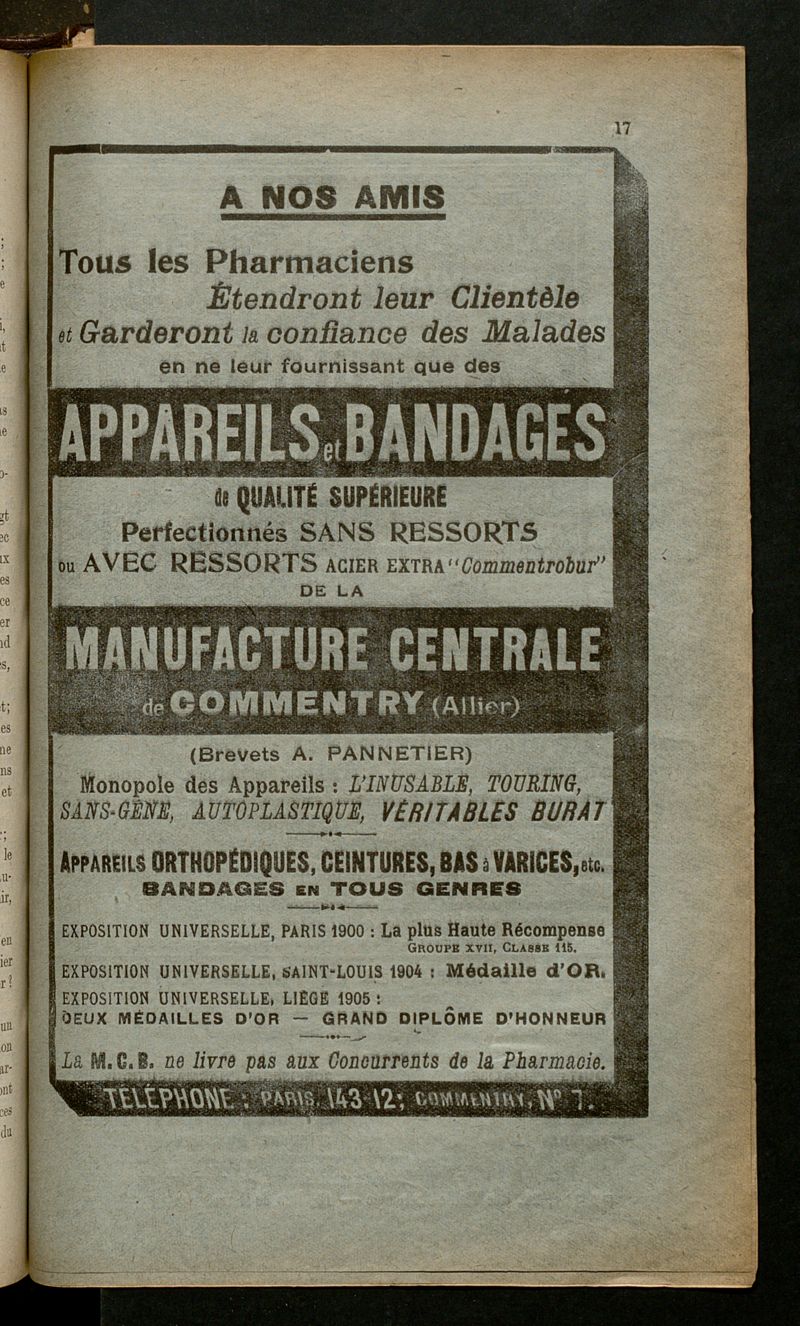 17
A NOS AMIS
Tous les Pharmaciens
Étendront leur Clientèle
et Garderont la confiance des Malades
en ne leur fournissant que des
APPAREILS et BANDAGES
de QUALITÉ SUPÉRIEURE
Perfectionnés SANS RESSORTS
ou AVEC RESSORTS ACIER EXTRA "Commentrobur"
DE LA
MANUFACTURE CENTRALE
de COMMENTRY (Allier)
(Brevets A. PANNETIER)
Monopole des Appareils : L'INUSABLE, TOURING,
SANS-GÊNE, AUTOPLASTIQUE, VÉRITABLES BURAT
APPAREILS ORTHOPÉDIQUES, CEINTURES, BAS à VARICES, etc.
BANDAGES EN TOUS GENRES
EXPOSITION UNIVERSELLE, PARIS 1900 : La plus Haute Récompense
GROUPE XVII, CLASSE 115.
EXPOSITION UNIVERSELLE, SAINT-LOUIS 1904 : Médaille d'OR.
EXPOSITION UNIVERSELLE, LIÉGE 1905 :
DEUX MÉDAILLES D'OR — GRAND DIPLÔME D'HONNEUR
La M.C.B. ne livre pas aux Concurrents de la Pharmacie.
TÉLÉPHONE : PARIS, 143-12; COMMENTRY, N° 7.